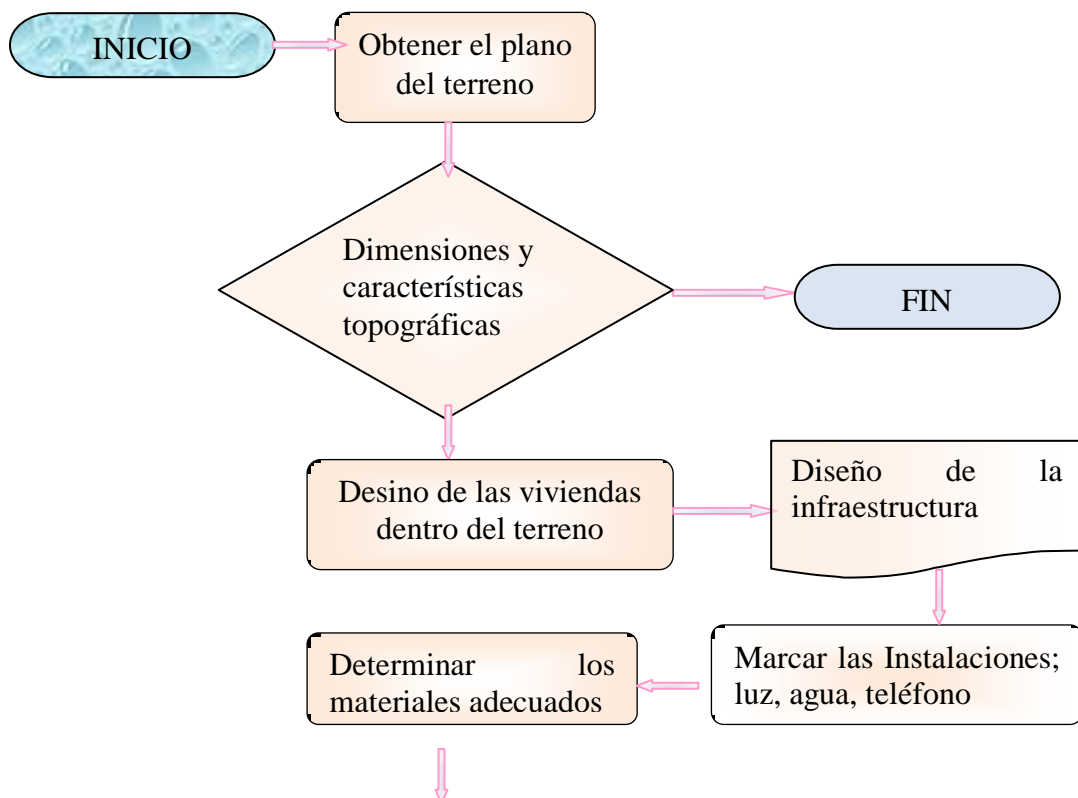 INICIO
Obtener el plano
del terreno
Dimensiones y
características
topográficas
FIN
Desino de las viviendas
dentro del terreno
Diseño de la
infraestructura
Marcar las Instalaciones;
luz, agua, teléfono
Determinar los
materiales adecuados